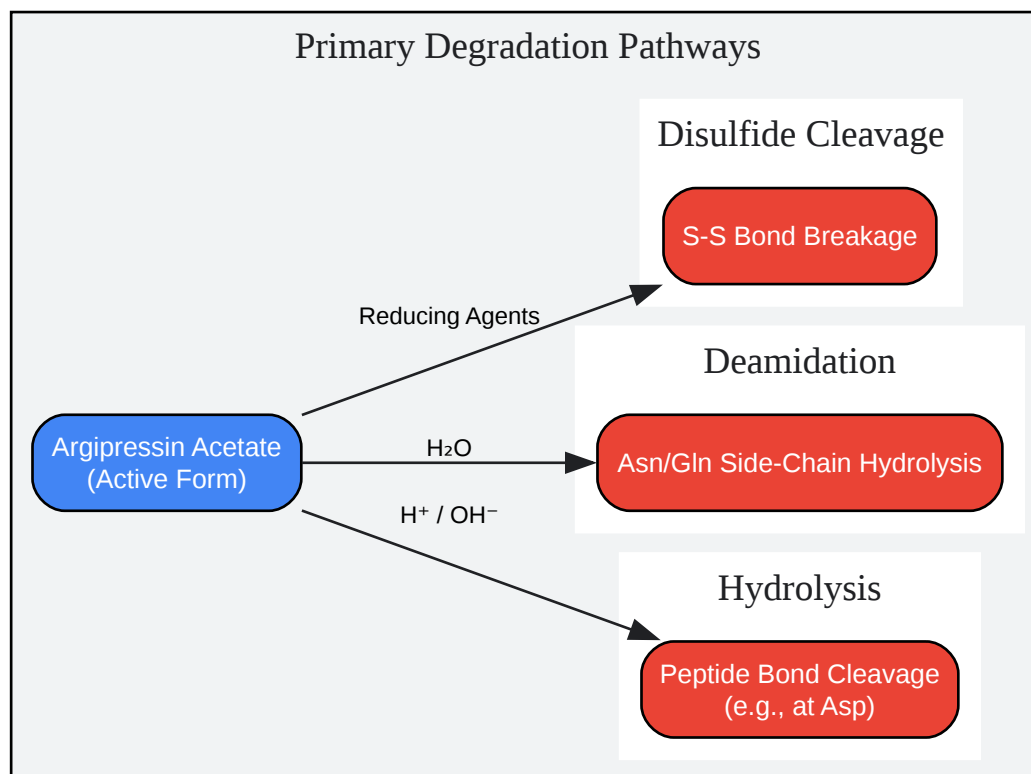 Primary Degradation Pathways
Disulfide Cleavage
S-S Bond Breakage
Reducing Agents
Deamidation
Argipressin Acetate
(Active Form)
H₂O
Asn/Gln Side-Chain Hydrolysis
H⁺ / OH⁻
Hydrolysis
Peptide Bond Cleavage
(e.g., at Asp)